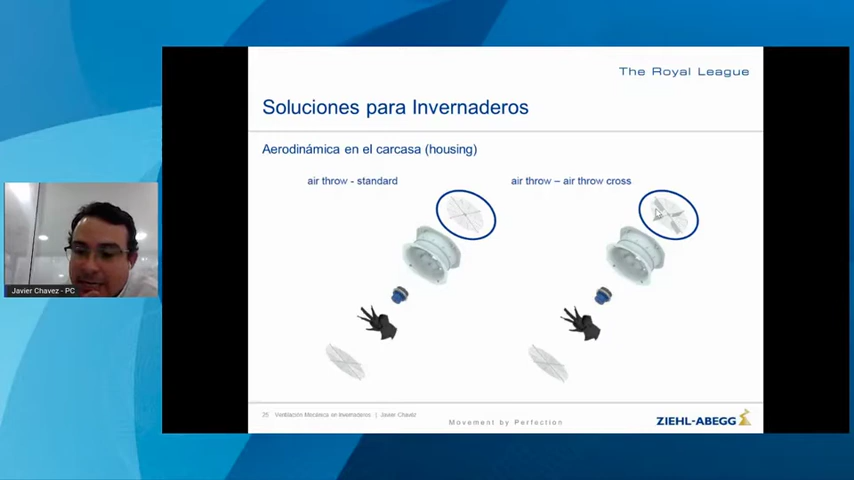 The Royal League
Soluciones para Invernaderos
Aerodinámica en el carcasa (housing)
air throw - standard
air throw – air throw cross
Javier Chavez - PC
25 Ventilación Mecánica en Invernaderos | Javier Chavez
Movement by Perfection
ZIEHL-ABEGG